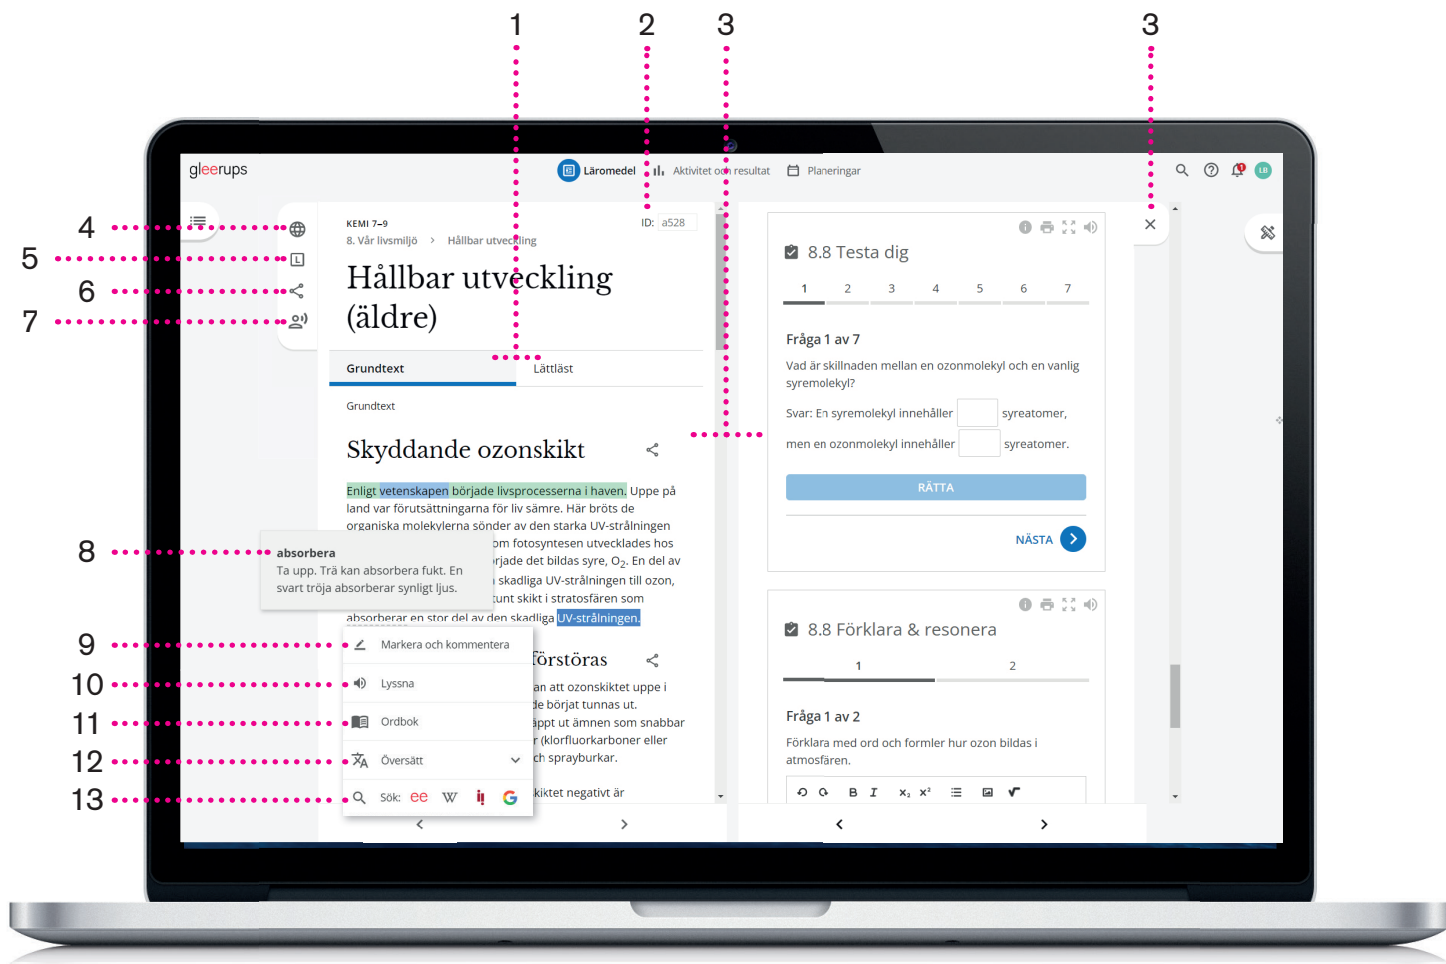 1
2
3
3
gleerups
Läromedel
Aktivitet och resultat
Planeringar
1
LB
4
5
6
7
L
KEMI 7–9
ID: a528
8. Vår livsmiljö > Hållbar utveckling
Hållbar utveckling
(äldre)
Grundtext
Lättläst
Grundtext
Skyddande ozonskikt
Enligt vetenskapen började livsprocesserna i haven. Uppe på
land var förutsättningarna för liv sämre. Här bröts de
organiska molekylerna sönder av den starka UV-strålningen
om fotosyntesen utvecklades hos
rjade det bildas syre, O₂. En del av
skadliga UV-strålningen till ozon,
tunt skikt i stratosfären som
absorberar en stor del av den skadliga UV-strålningen.
8
absorbera
Ta upp. Trä kan absorbera fukt. En
svart tröja absorberar synligt ljus.
9
Markera och kommentera
10
Lyssna
11
Ordbok
12
Översätt
13
Sök: ee W ij G
förstöras
an att ozonskiktet uppe i
de börjat tunnas ut.
äppt ut ämnen som snabbar
r (klorfluorkarboner eller
ch sprayburkar.
skiktet negativt är
8.8 Testa dig
1 2 3 4 5 6 7
Fråga 1 av 7
Vad är skillnaden mellan en ozonmolekyl och en vanlig
syremolekyl?
Svar: En syremolekyl innehåller syreatomer,
men en ozonmolekyl innehåller syreatomer.
RÄTTA
NÄSTA
8.8 Förklara & resonera
1 2
Fråga 1 av 2
Förklara med ord och formler hur ozon bildas i
atmosfären.
B I X₂ X²